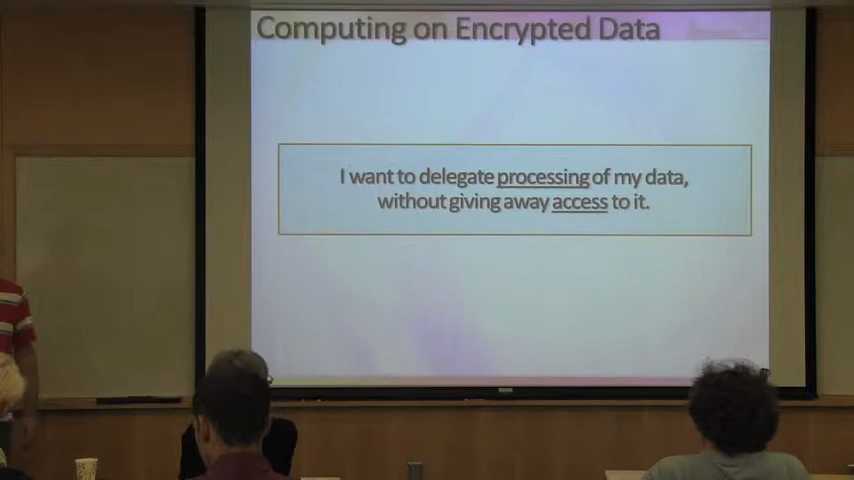 Computing on Encrypted Data
I want to delegate processing of my data,
without giving away access to it.